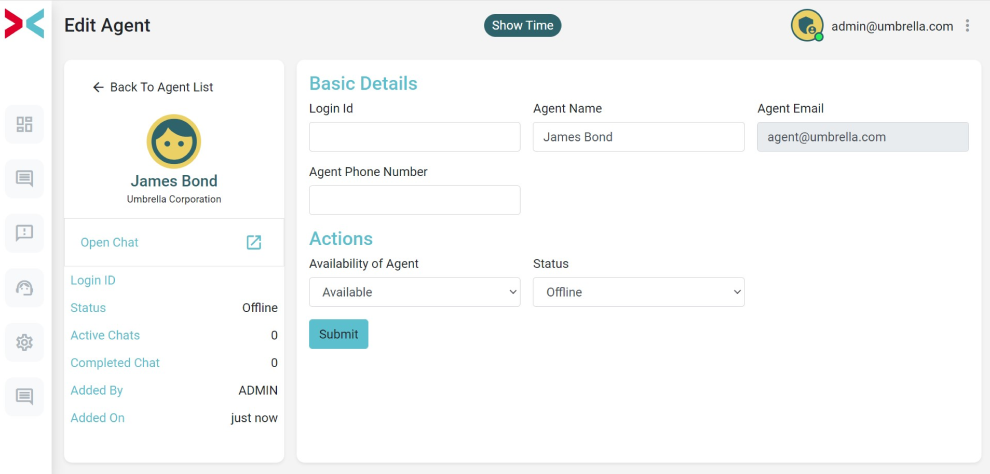 Edit Agent
Show Time
admin@umbrella.com
Back To Agent List
James Bond
Umbrella Corporation
Open Chat
Login ID
Status Offline
Active Chats 0
Completed Chat 0
Added By ADMIN
Added On just now
Basic Details
Login Id Agent Name Agent Email
James Bond agent@umbrella.com
Agent Phone Number
Actions
Availability of Agent Status
Available Offline
Submit